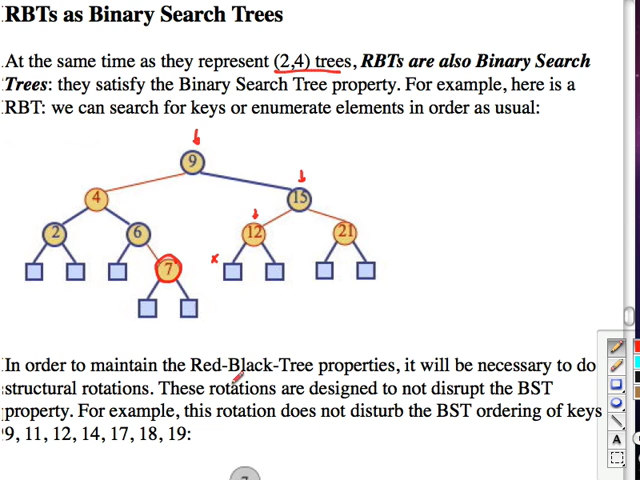 RBTs as Binary Search Trees
At the same time as they represent (2,4) trees, RBTs are also Binary Search
Trees: they satisfy the Binary Search Tree property. For example, here is a
RBT: we can search for keys or enumerate elements in order as usual:
9
4 15
2 6 12 21
7
In order to maintain the Red-Black-Tree properties, it will be necessary to do
structural rotations. These rotations are designed to not disrupt the BST
property. For example, this rotation does not disturb the BST ordering of keys
9, 11, 12, 14, 17, 18, 19:
A